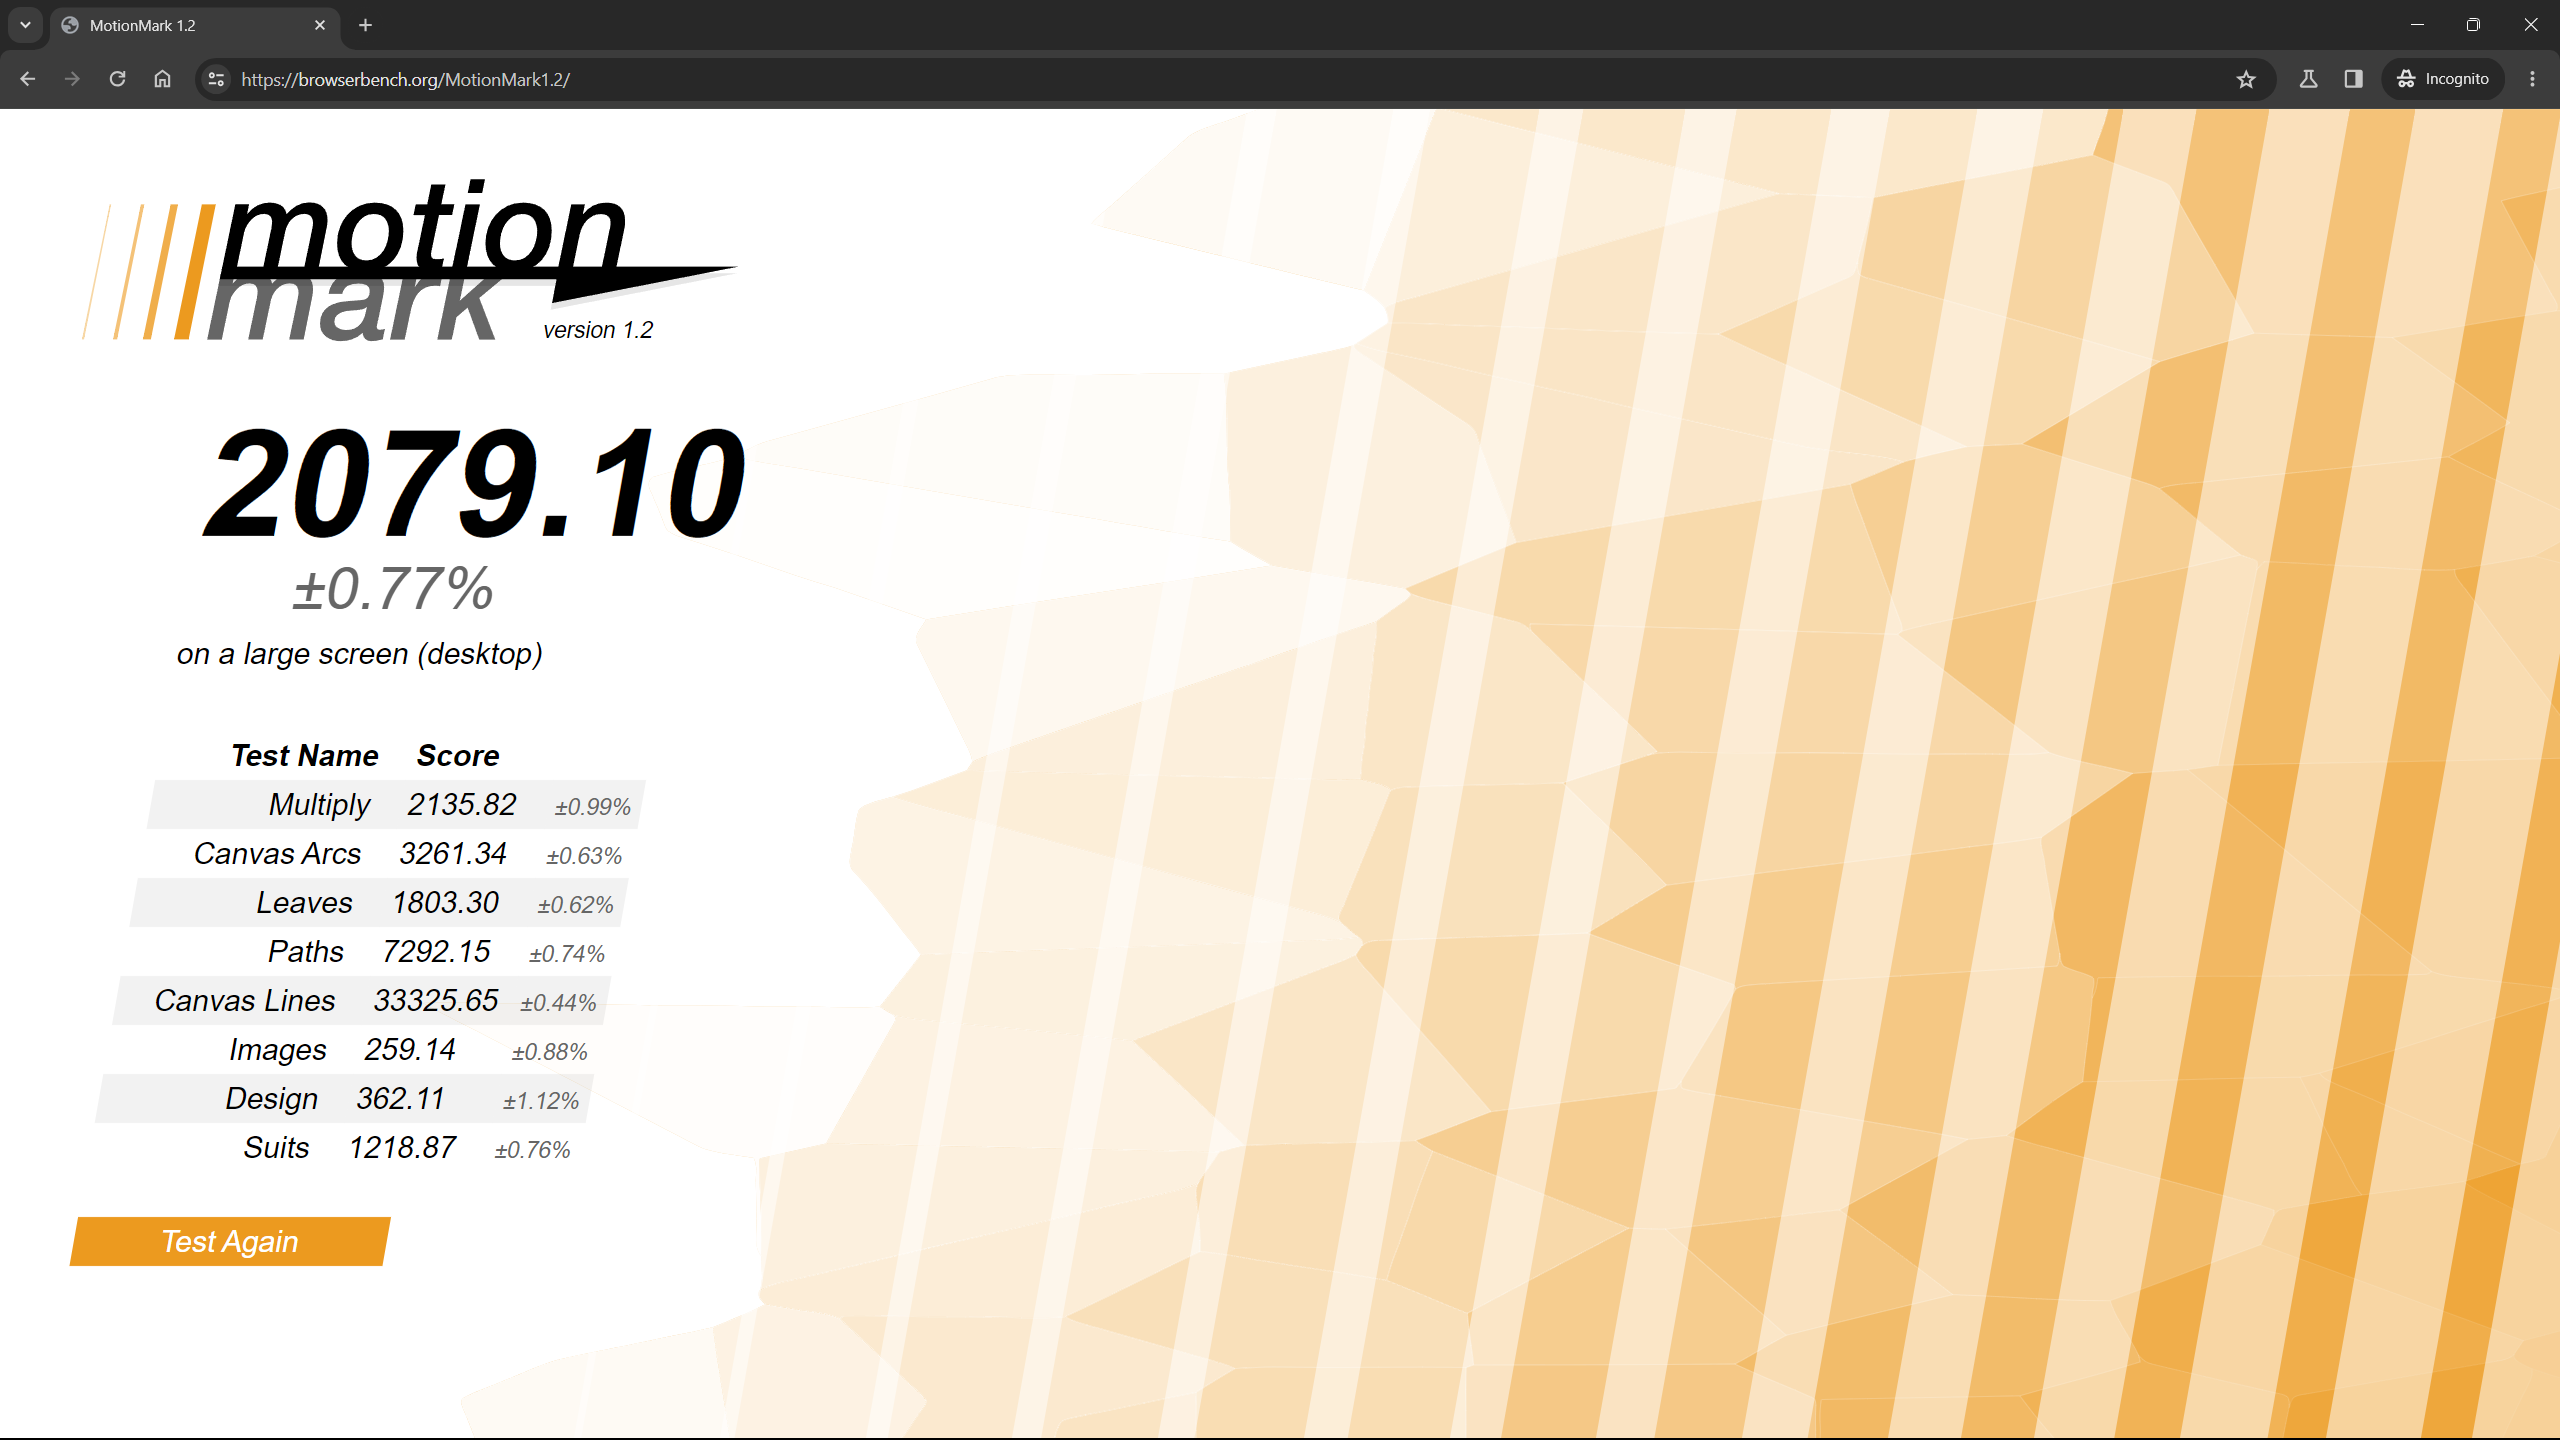 MotionMark 1.2
https://browserbench.org/MotionMark1.2/
Incognito
motion
mark
version 1.2
2079.10
±0.77%
on a large screen (desktop)
Test Name Score
Multiply 2135.82 ±0.99%
Canvas Arcs 3261.34 ±0.63%
Leaves 1803.30 ±0.62%
Paths 7292.15 ±0.74%
Canvas Lines 33325.65 ±0.44%
Images 259.14 ±0.88%
Design 362.11 ±1.12%
Suits 1218.87 ±0.76%
Test Again